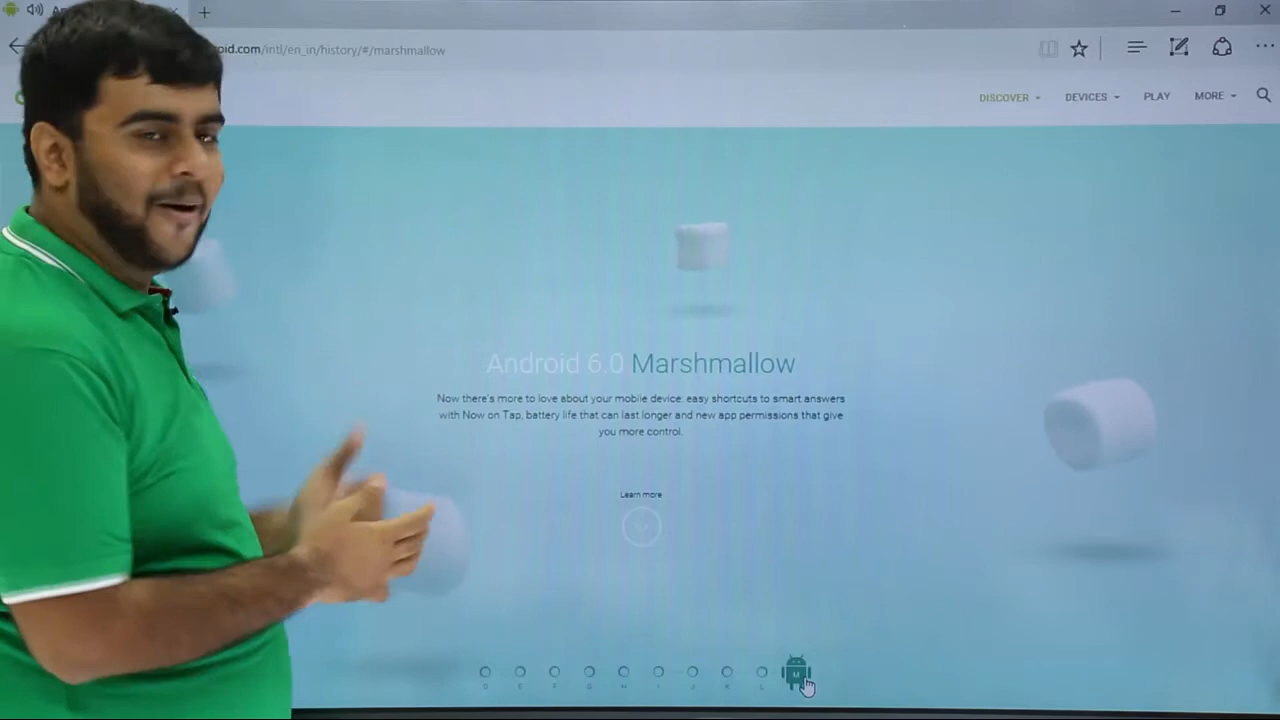 oid.com/intl/en_in/history/#/marshmallow
DISCOVER DEVICES PLAY MORE
Android 6.0 Marshmallow
Now there's more to love about your mobile device: easy shortcuts to smart answers
with Now on Tap, battery life that can last longer and new app permissions that give
you more control.
Learn more
M
D E F G H I J K L